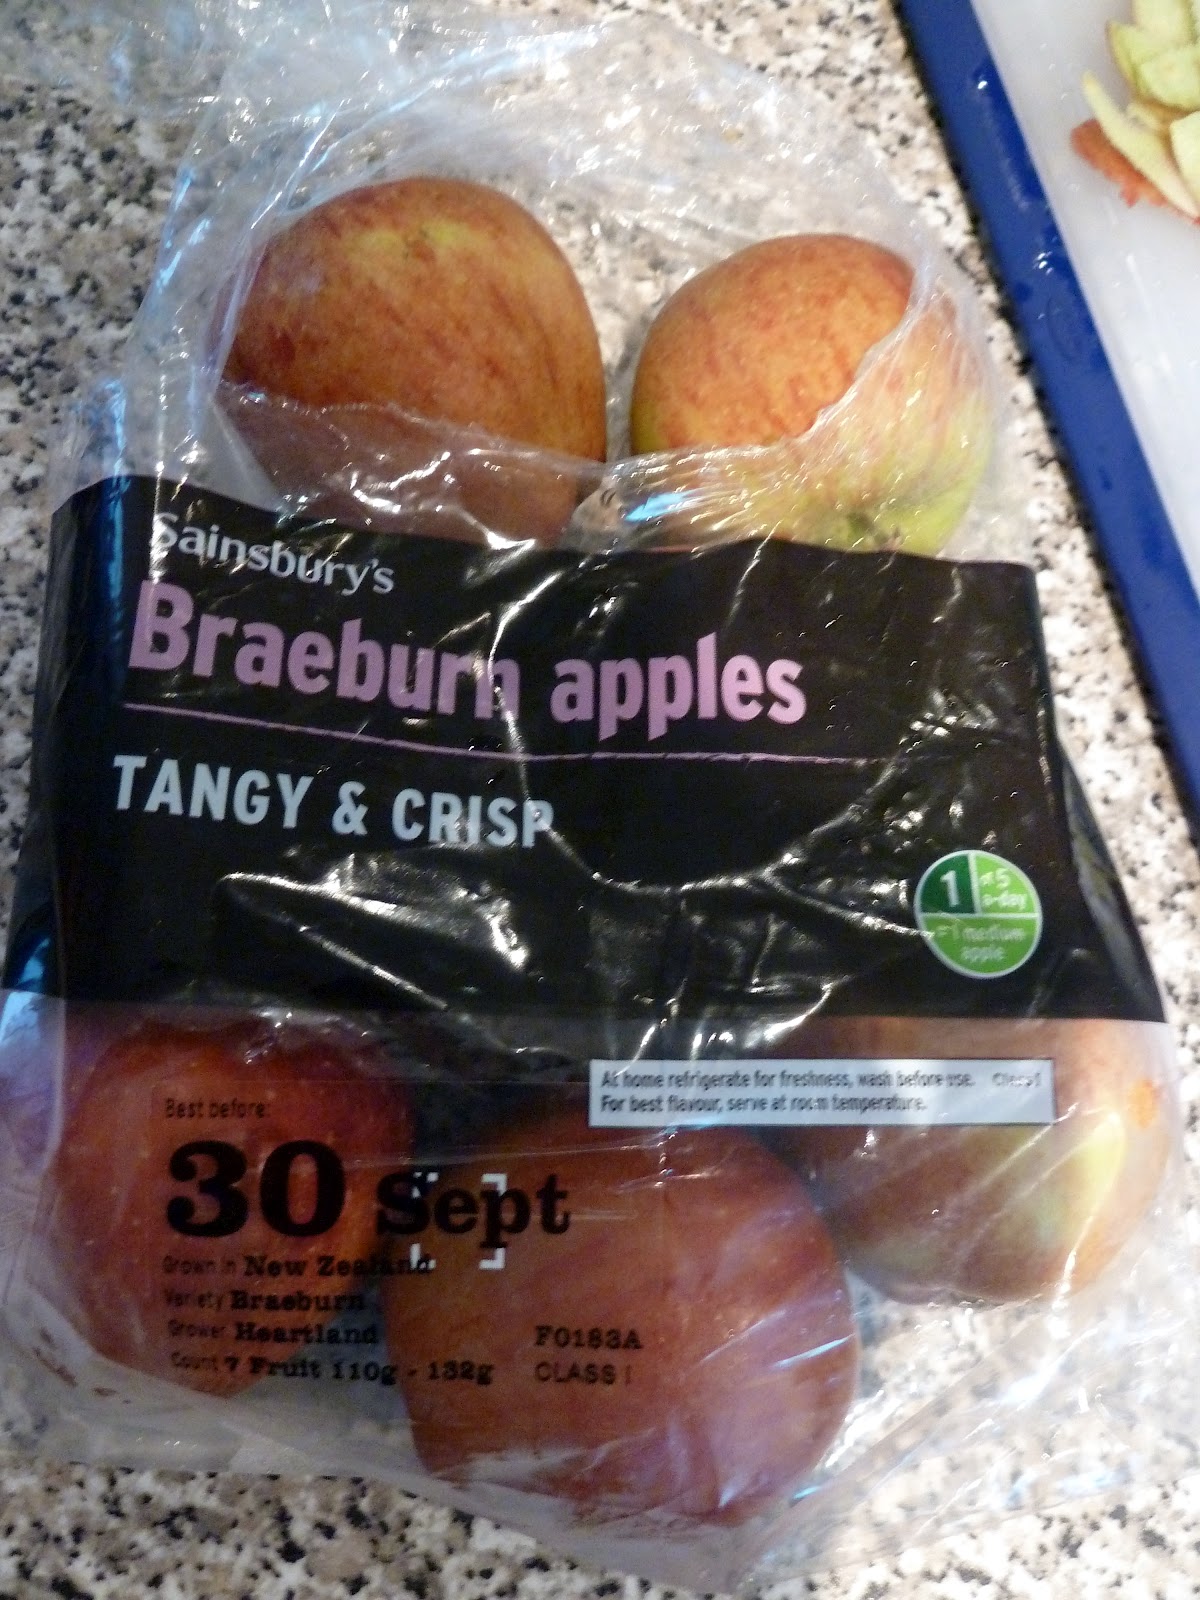 Sainsbury's
Braeburn apples
TANGY & CRISP
1 of 5
a-day
=1 medium
apple
At home refrigerate for freshness, wash before use. Class I
For best flavour, serve at room temperature.
Best before:
30 Sept
Grown in New Zealand
Variety Braeburn
Grower Heartland F0183A
Count 7 Fruit 110g - 132g CLASS I